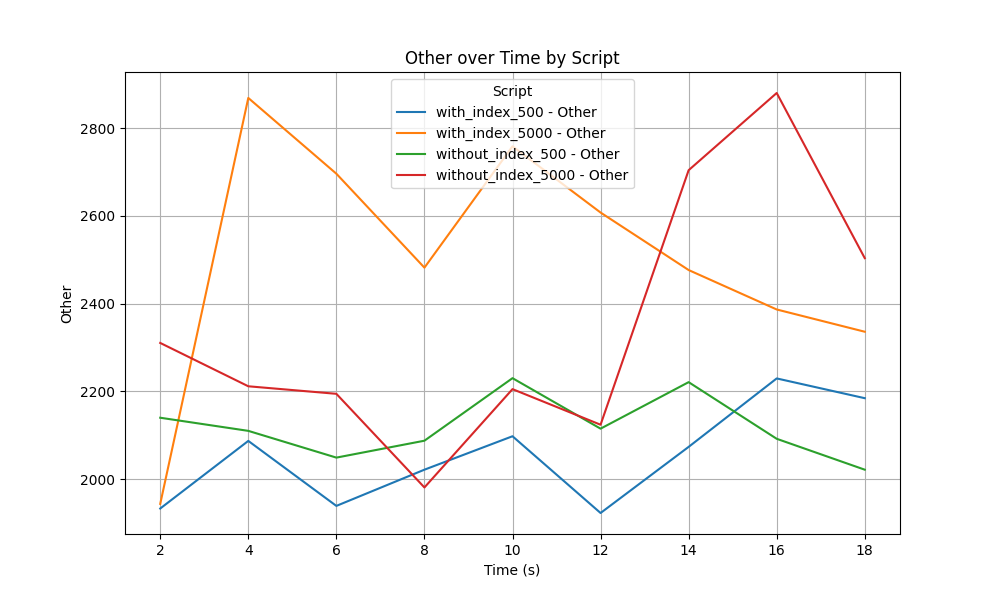 Other over Time by Script
Script
with_index_500 - Other
with_index_5000 - Other
without_index_500 - Other
without_index_5000 - Other
2800
2600
2400
2200
2000
Other
2 4 6 8 10 12 14 16 18
Time (s)